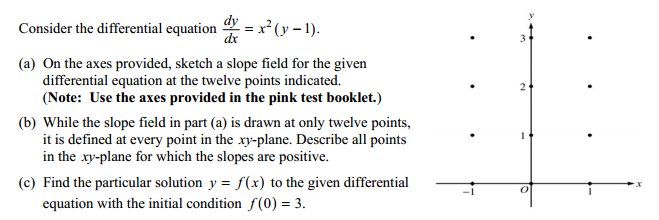 Consider the differential equation dy/dx = x²(y – 1).
(a) On the axes provided, sketch a slope field for the given
differential equation at the twelve points indicated.
(Note: Use the axes provided in the pink test booklet.)
(b) While the slope field in part (a) is drawn at only twelve points,
it is defined at every point in the xy-plane. Describe all points
in the xy-plane for which the slopes are positive.
(c) Find the particular solution y = f(x) to the given differential
equation with the initial condition f(0) = 3.
y
3
2
1
–1 O 1 x